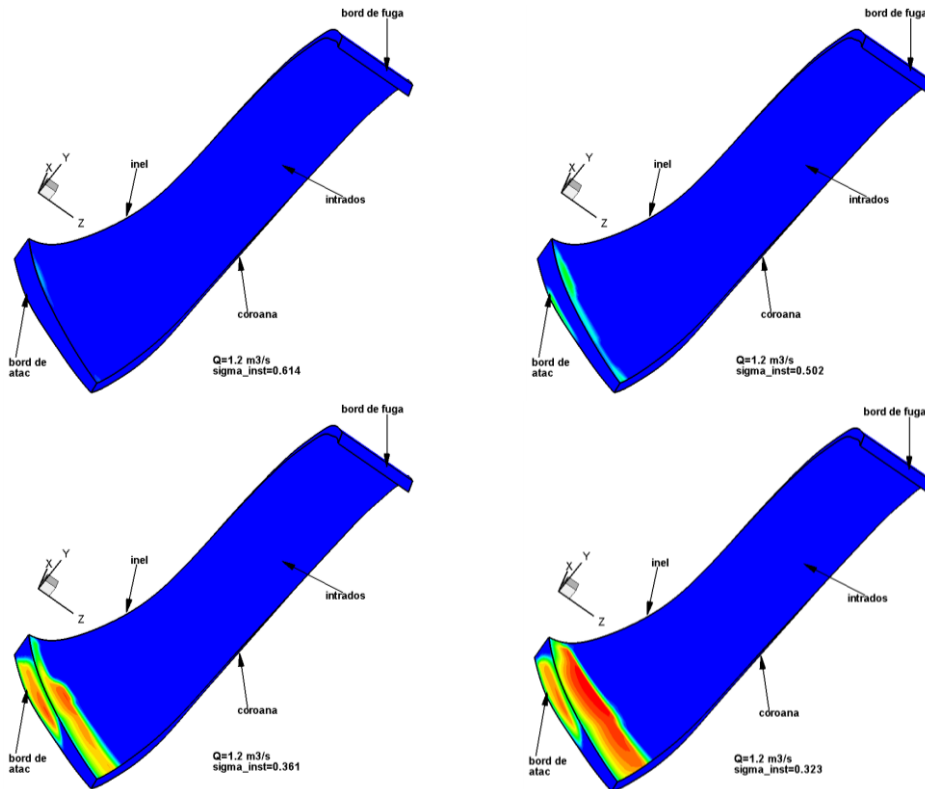 bord de fuga
X
Y
Z
inel
intrados
coroana
bord de
atac
Q=1.2 m3/s
sigma_inst=0.614
bord de fuga
X
Y
Z
inel
intrados
coroana
bord de
atac
Q=1.2 m3/s
sigma_inst=0.502
bord de fuga
X
Y
Z
inel
intrados
coroana
bord de
atac
Q=1.2 m3/s
sigma_inst=0.361
bord de fuga
X
Y
Z
inel
intrados
coroana
bord de
atac
Q=1.2 m3/s
sigma_inst=0.323